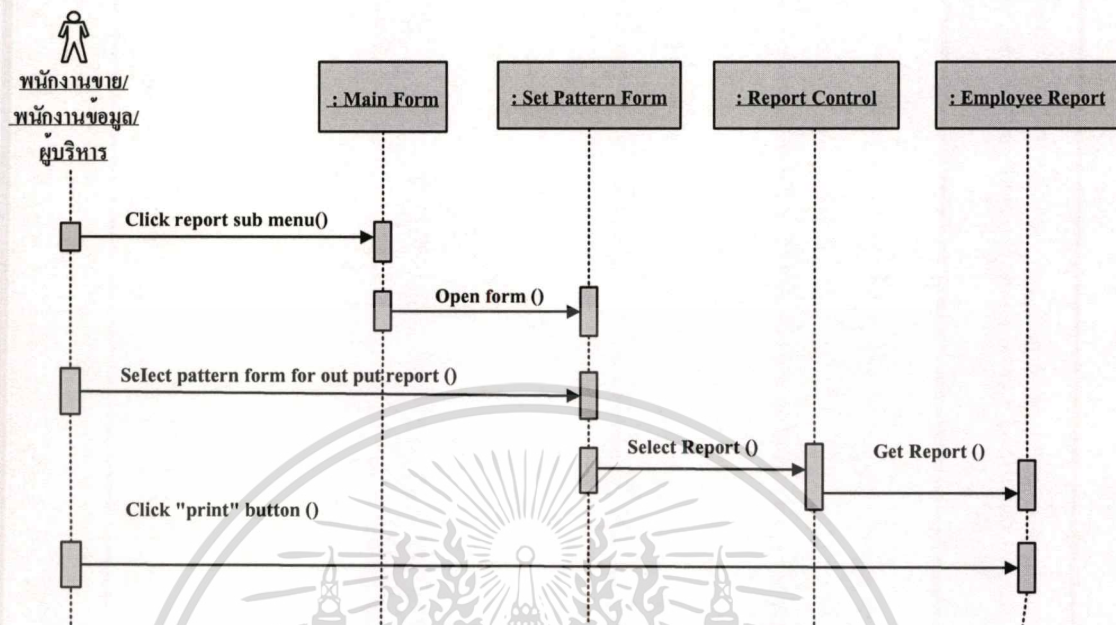 พนักงานขาย/
พนักงานข้อมูล/
ผู้บริหาร
: Main Form
: Set Pattern Form
: Report Control
: Employee Report
Click report sub menu()
Open form ()
Select pattern form for out put report ()
Select Report ()
Get Report ()
Click "print" button ()